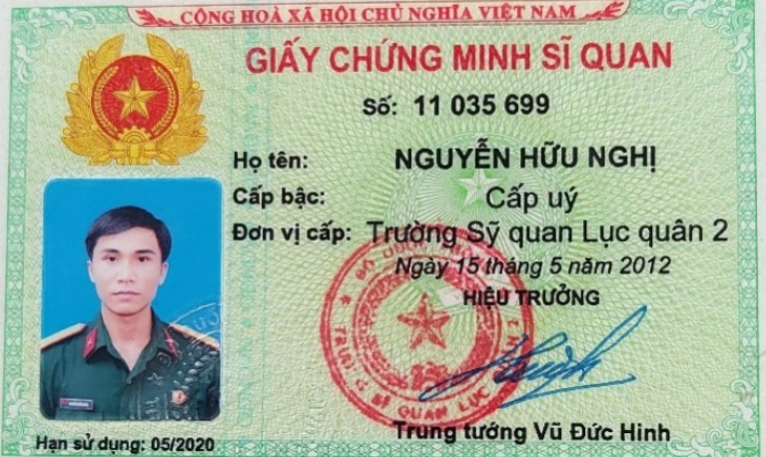 CỘNG HOÀ XÃ HỘI CHỦ NGHĨA VIỆT NAM
GIẤY CHỨNG MINH SĨ QUAN
Số: 11 035 699
Họ tên: NGUYỄN HỮU NGHỊ
Cấp bậc: Cấp uý
Đơn vị cấp: Trường Sỹ quan Lục quân 2
Ngày 15 tháng 5 năm 2012
HIỆU TRƯỞNG
SĨ QUAN LỤC
Trung tướng Vũ Đức Hinh
Hạn sử dụng: 05/2020